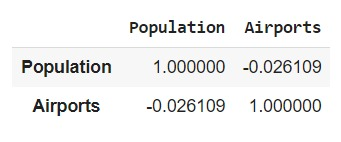 Population Airports
Population 1.000000 -0.026109
Airports -0.026109 1.000000